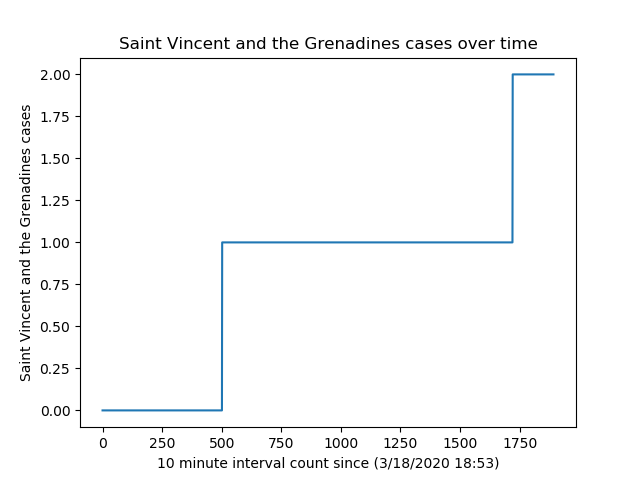 Saint Vincent and the Grenadines cases over time
Saint Vincent and the Grenadines cases
2.00
1.75
1.50
1.25
1.00
0.75
0.50
0.25
0.00
0 250 500 750 1000 1250 1500 1750
10 minute interval count since (3/18/2020 18:53)